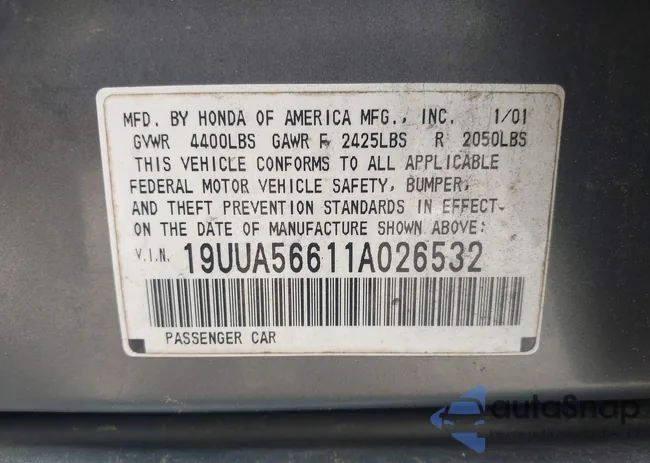 MFD. BY HONDA OF AMERICA MFG., INC. 1/01
GVWR 4400LBS GAWR F 2425LBS R 2050LBS
THIS VEHICLE CONFORMS TO ALL APPLICABLE
FEDERAL MOTOR VEHICLE SAFETY, BUMPER,
AND THEFT PREVENTION STANDARDS IN EFFECT
ON THE DATE OF MANUFACTURE SHOWN ABOVE:
V.I.N. 19UUA56611A026532
PASSENGER CAR
autoSnap